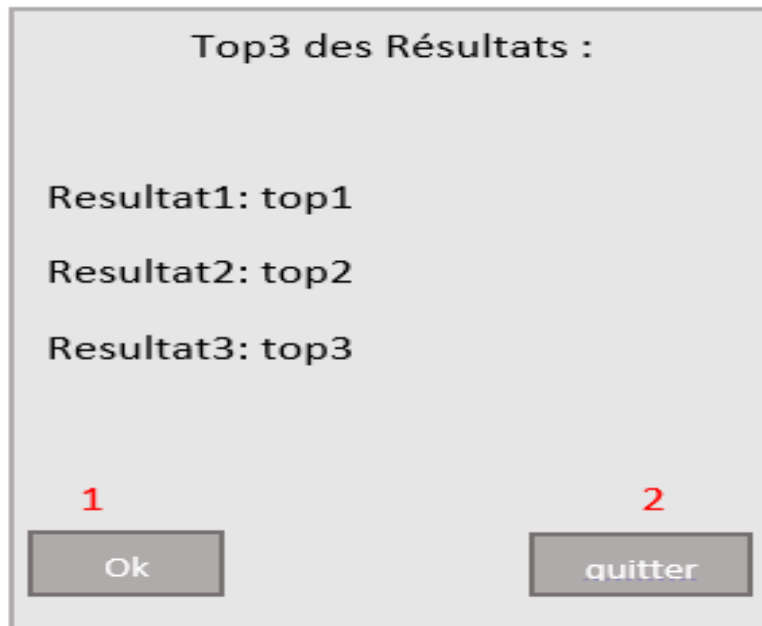 Top3 des Résultats :
Resultat1: top1
Resultat2: top2
Resultat3: top3
1 2
Ok quitter